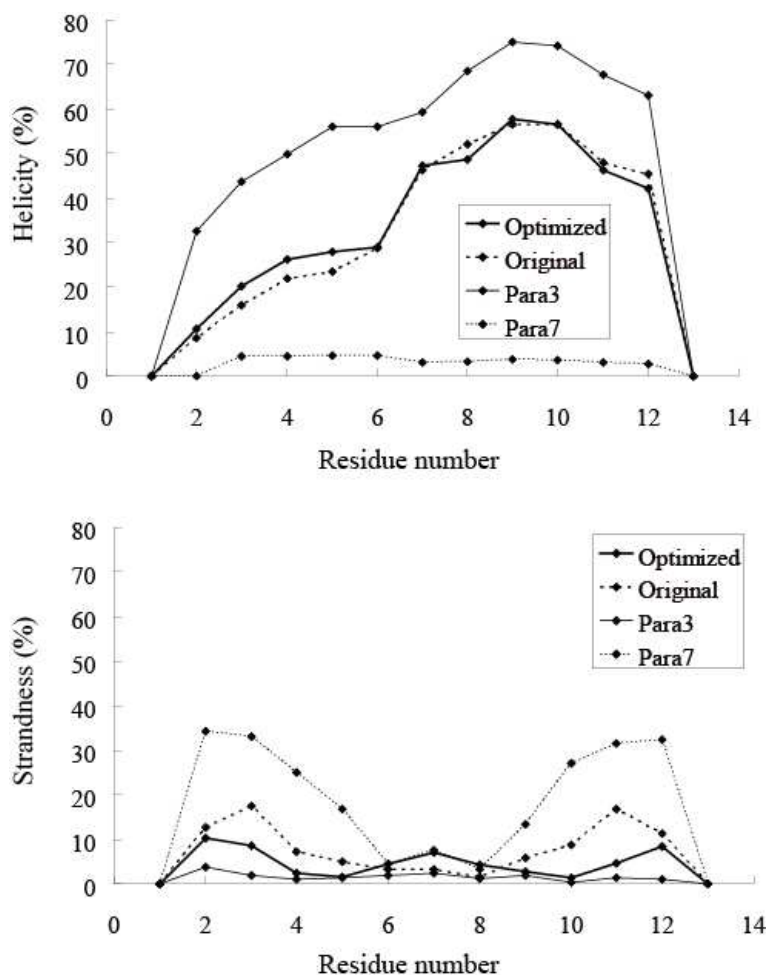 80
70
60
50
40
30
20
10
0
Helicity (%)
Optimized
Original
Para3
Para7
0 2 4 6 8 10 12 14
Residue number
80
70
60
50
40
30
20
10
0
Strandness (%)
Optimized
Original
Para3
Para7
0 2 4 6 8 10 12 14
Residue number